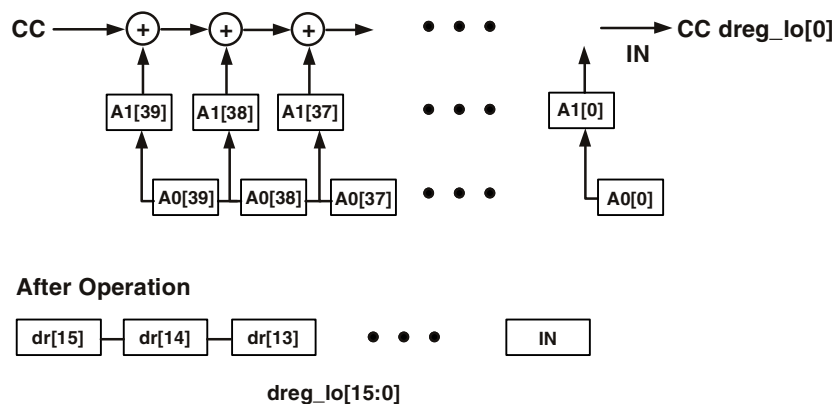 CC + + + CC dreg_lo[0]
IN
A1[39] A1[38] A1[37] A1[0]
A0[39] A0[38] A0[37] A0[0]
After Operation
dr[15] dr[14] dr[13] IN
dreg_lo[15:0]